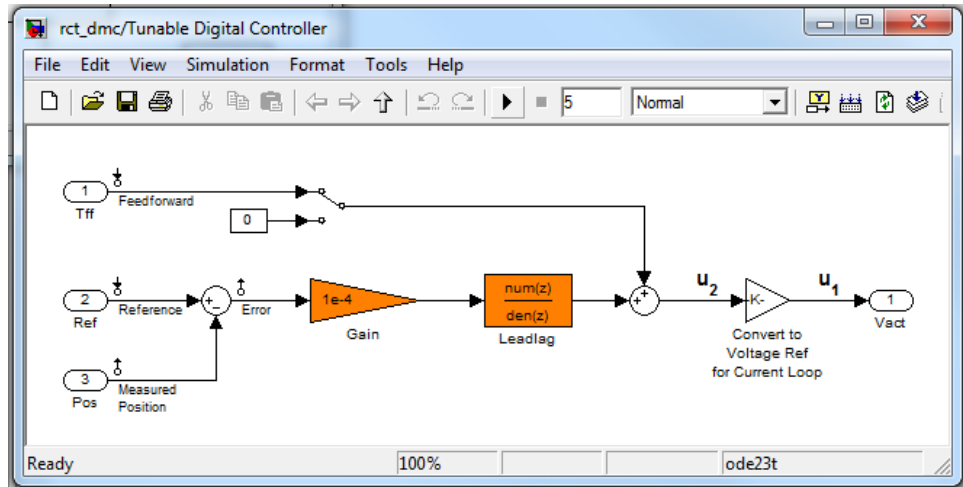 rct_dmc/Tunable Digital Controller
File Edit View Simulation Format Tools Help
5 Normal
1
Feedforward
Tff
0
2
Reference
Ref
+
-
Error
1e-4
Gain
num(z)
den(z)
Leadlag
+
+
u2
-K-
u1
1
Vact
Convert to
Voltage Ref
for Current Loop
3
Measured
Position
Pos
Ready 100% ode23t